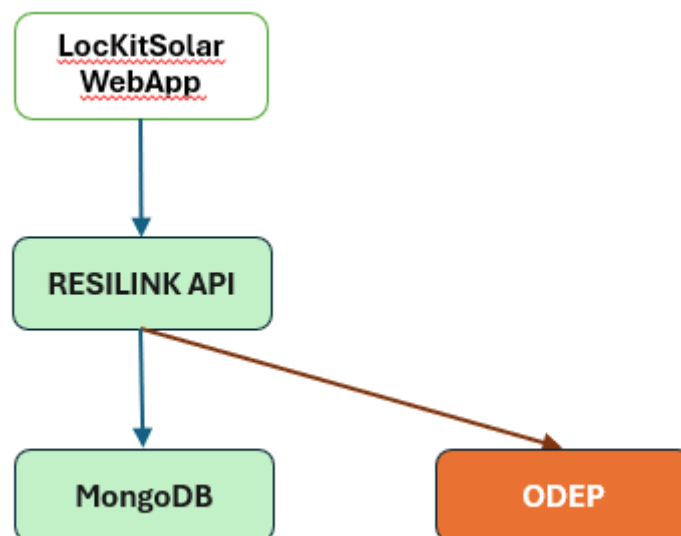 LocKitSolar
WebApp
RESILINK API
MongoDB
ODEP